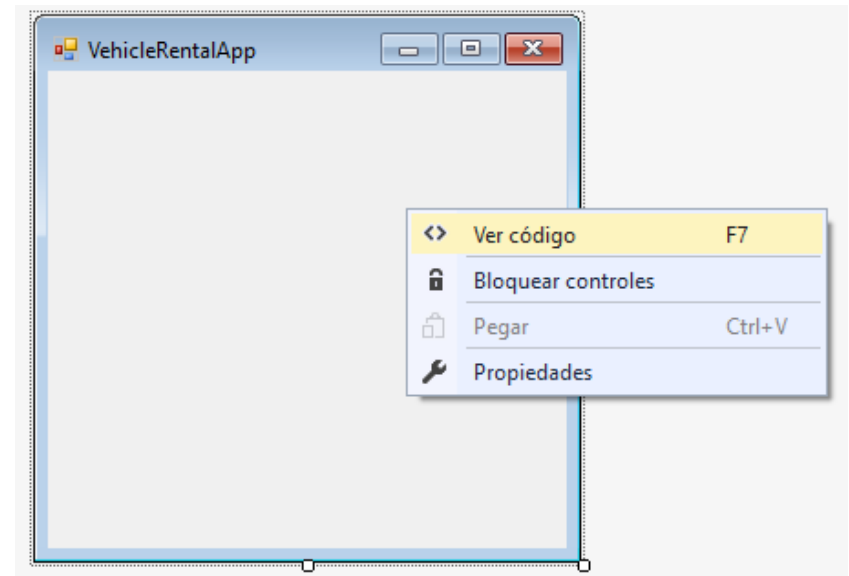 VehicleRentalApp
Ver código F7
Bloquear controles
Pegar Ctrl+V
Propiedades